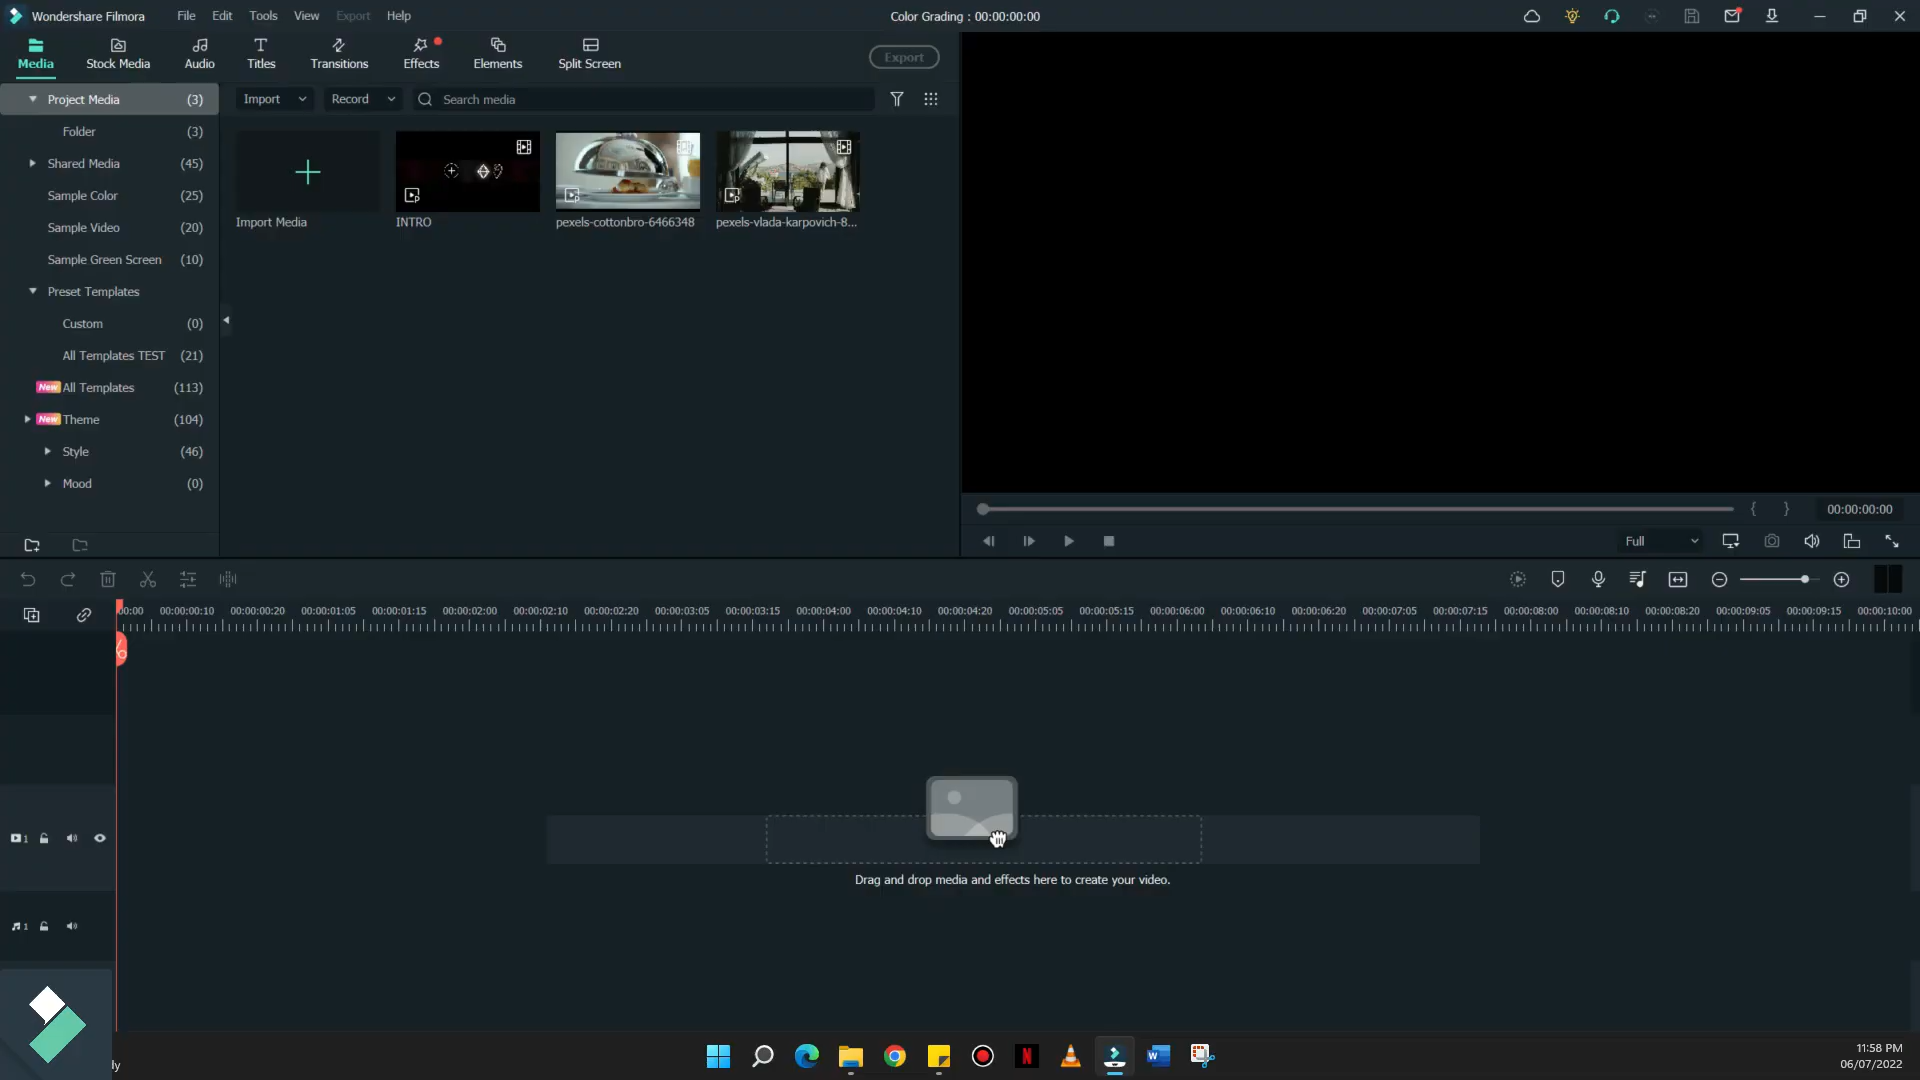 Wondershare Filmora File Edit Tools View Export Help Color Grading : 00:00:00:00
Media Stock Media Audio Titles Transitions Effects Elements Split Screen Export
Project Media (3)
Folder (3)
Shared Media (45)
Sample Color (25)
Sample Video (20)
Sample Green Screen (10)
Preset Templates
Custom (0)
All Templates TEST (21)
New All Templates (113)
New Theme (104)
Style (46)
Mood (0)
Import Record Search media
Import Media INTRO pexels-cottonbro-6466348 pexels-vlada-karpovich-8...
{ } 00:00:00:00
Full
00:00 00:00:00:10 00:00:00:20 00:00:01:05 00:00:01:15 00:00:02:00 00:00:02:10 00:00:02:20 00:00:03:05 00:00:03:15 00:00:04:00 00:00:04:10 00:00:04:20 00:00:05:05 00:00:05:15 00:00:06:00 00:00:06:10 00:00:06:20 00:00:07:05 00:00:07:15 00:00:08:00 00:00:08:10 00:00:08:20 00:00:09:05 00:00:09:15 00:00:10:00
1
Drag and drop media and effects here to create your video.
1
N W 11:58 PM
ly 06/07/2022